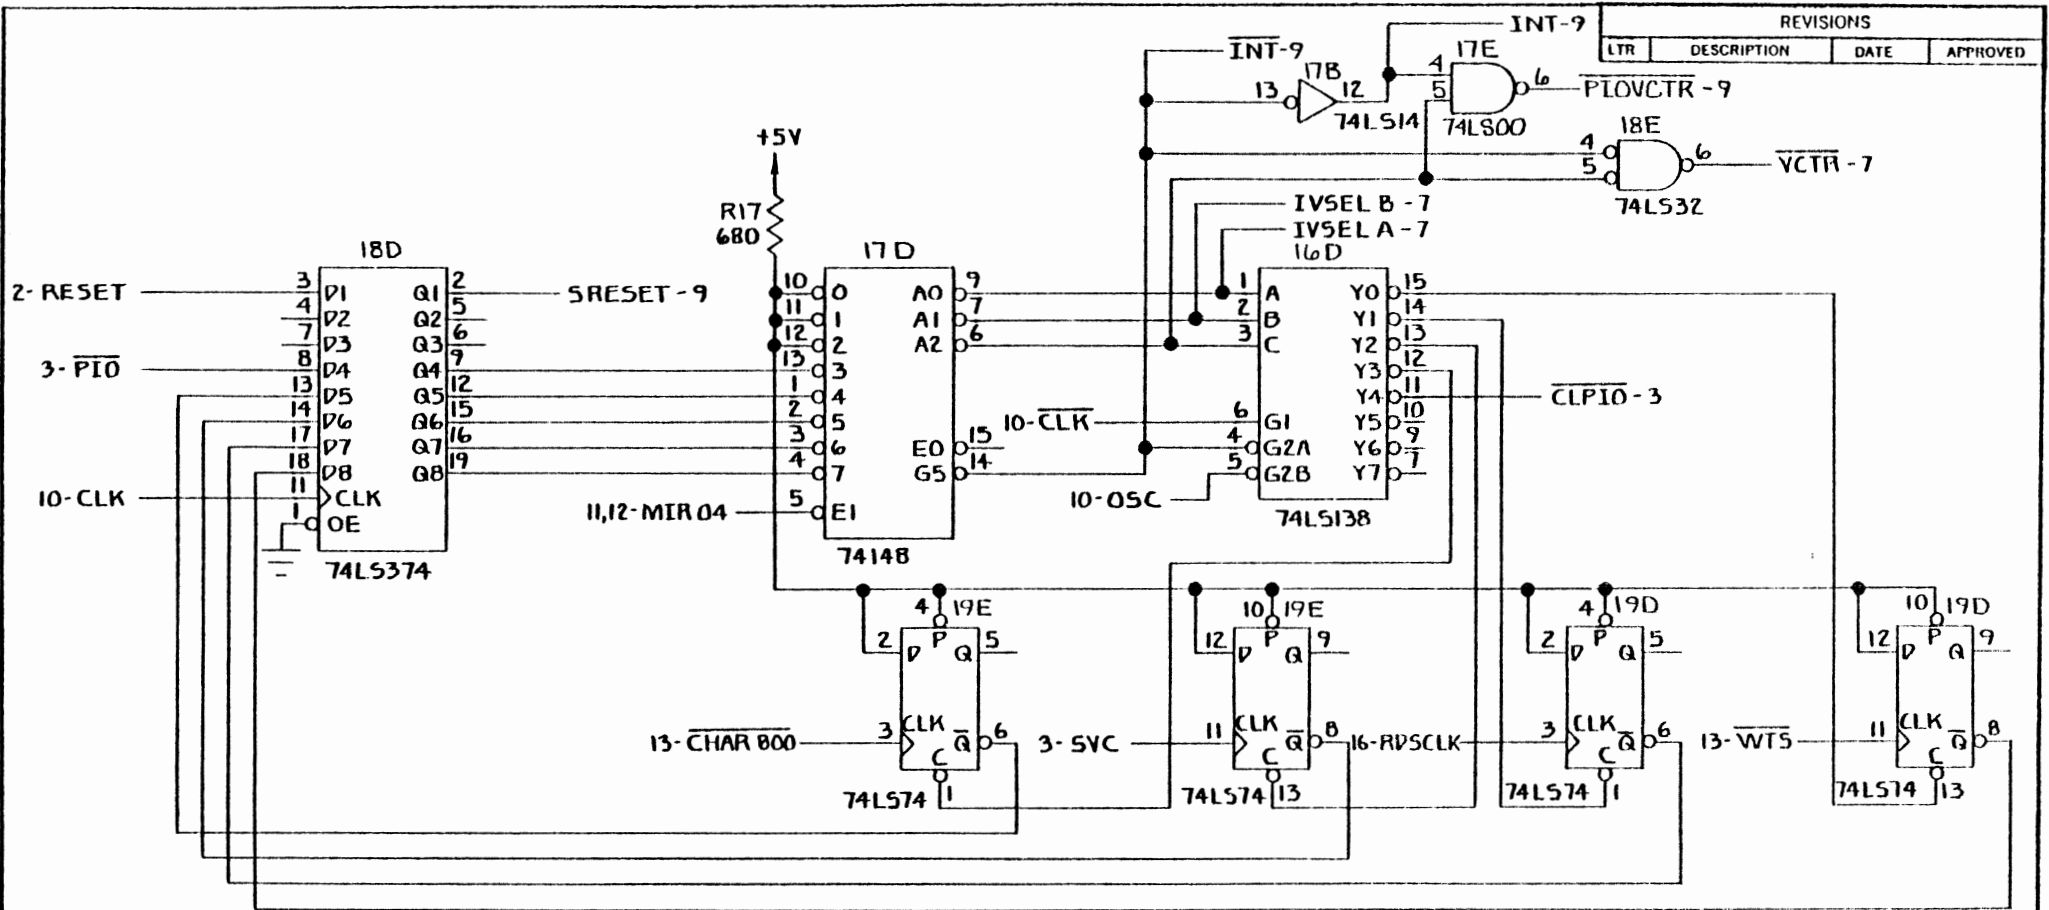 REVISIONS
LTR DESCRIPTION DATE APPROVED
INT-9
INT-9
17B
13 12
74LS14
17E
4
5
6
PIOVCTR-9
74LS00
18E
4
5
6
VCTR-7
74LS32
+5V
R17
680
IVSEL B-7
IVSEL A-7
18D
2-RESET 3 D1 Q1 2 SRESET-9
4 D2 Q2 5
7 D3 Q3 6
3-PIO 8 D4 Q4 9
13 D5 Q5 12
14 D6 Q6 15
17 D7 Q7 16
18 D8 Q8 19
10-CLK 11 CLK
1 OE
74LS374
17D
10 0 A0 9
11 1 A1 7
12 2 A2 6
13 3
1 4
2 5
3 6 E0 15
4 7 G5 14
11,12-MIR04 5 E1
74148
16D
1 A Y0 15
2 B Y1 14
3 C Y2 13
Y3 12
Y4 11 CLPIO-3
10-CLK 6 G1 Y5 10
4 G2A Y6 9
10-OSC 5 G2B Y7 7
74LS138
4 19E
P
2 D Q 5
13-CHAR BOO 3 CLK Q 6
C
74LS74 1
10 19E
P
12 D Q 9
3-SVC 11 CLK Q 8
C
74LS74 13
4 19D
P
2 D Q 5
16-RDSCLK 3 CLK Q 6
C
74LS74 1
10 19D
P
12 D Q 9
13-WTS 11 CLK Q 8
C
74LS74 13